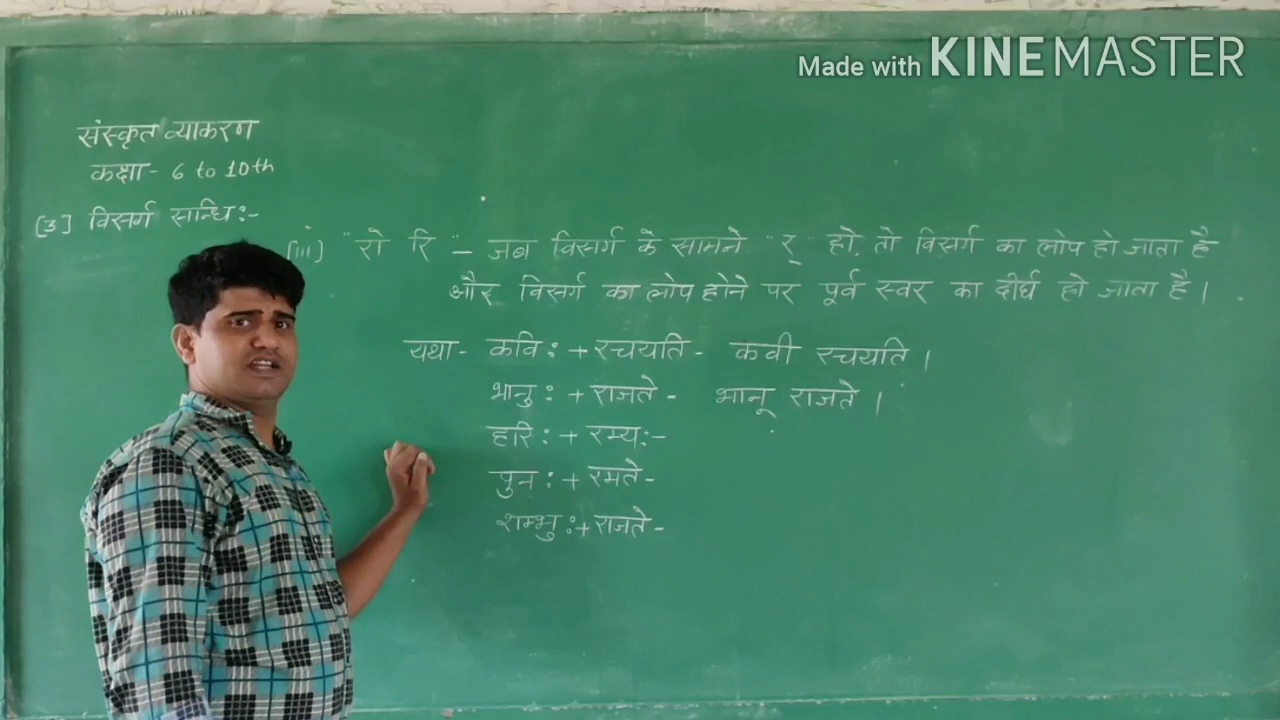 Made with KINEMASTER
संस्कृत व्याकरण
कक्षा- 6 to 10th
[3] विसर्ग सन्धि:-
(iii) "रो रि" - जब विसर्ग के सामने "र्" हो, तो विसर्ग का लोप हो जाता है
और विसर्ग का लोप होने पर पूर्व स्वर का दीर्घ हो जाता है।
यथा- कवि: + रचयति - कवी रचयति।
भानु: + राजते - भानू राजते।
हरि: + रम्य:-
पुन: + रमते-
शम्भु: + राजते-